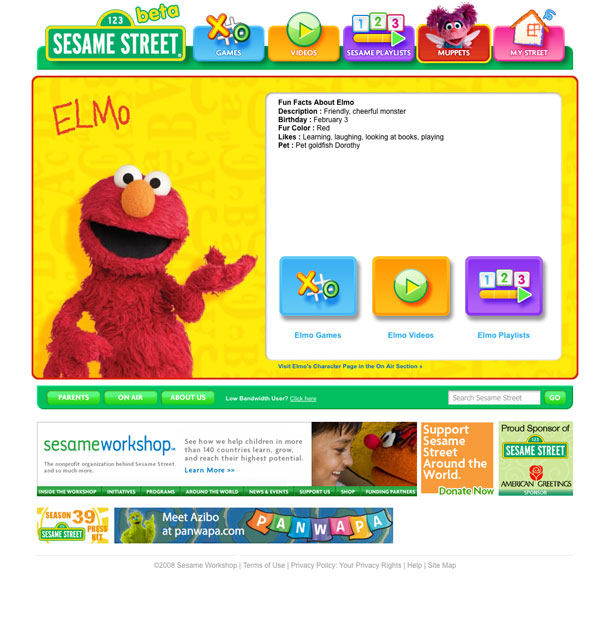 beta
123
SESAME STREET
GAMES
VIDEOS
1 2 3
SESAME PLAYLISTS
MUPPETS
MY STREET
ELMo
Fun Facts About Elmo
Description : Friendly, cheerful monster
Birthday : February 3
Fur Color : Red
Likes : Learning, laughing, looking at books, playing
Pet : Pet goldfish Dorothy
1 2 3
Elmo Games
Elmo Videos
Elmo Playlists
Visit Elmo's Character Page in the On Air Section »
PARENTS
ON AIR
ABOUT US
Low Bandwidth User? Click here
Search Sesame Street
GO
sesameworkshop™
The nonprofit organization behind Sesame Street
and so much more.
See how we help children in more
than 140 countries learn, grow,
and reach their highest potential.
Learn More >>
INSIDE THE WORKSHOP
INITIATIVES
PROGRAMS
AROUND THE WORLD
NEWS & EVENTS
SUPPORT US
SHOP
FUNDING PARTNERS
Support
Sesame
Street
Around the
World.
Donate Now
Proud Sponsor of
123
SESAME STREET
AMERICAN GREETINGS
SPONSOR
SEASON 39
SESAME STREET
PRESS
KIT
Meet Azibo
at panwapa.com
PANWAPA
©2008 Sesame Workshop | Terms of Use | Privacy Policy: Your Privacy Rights | Help | Site Map